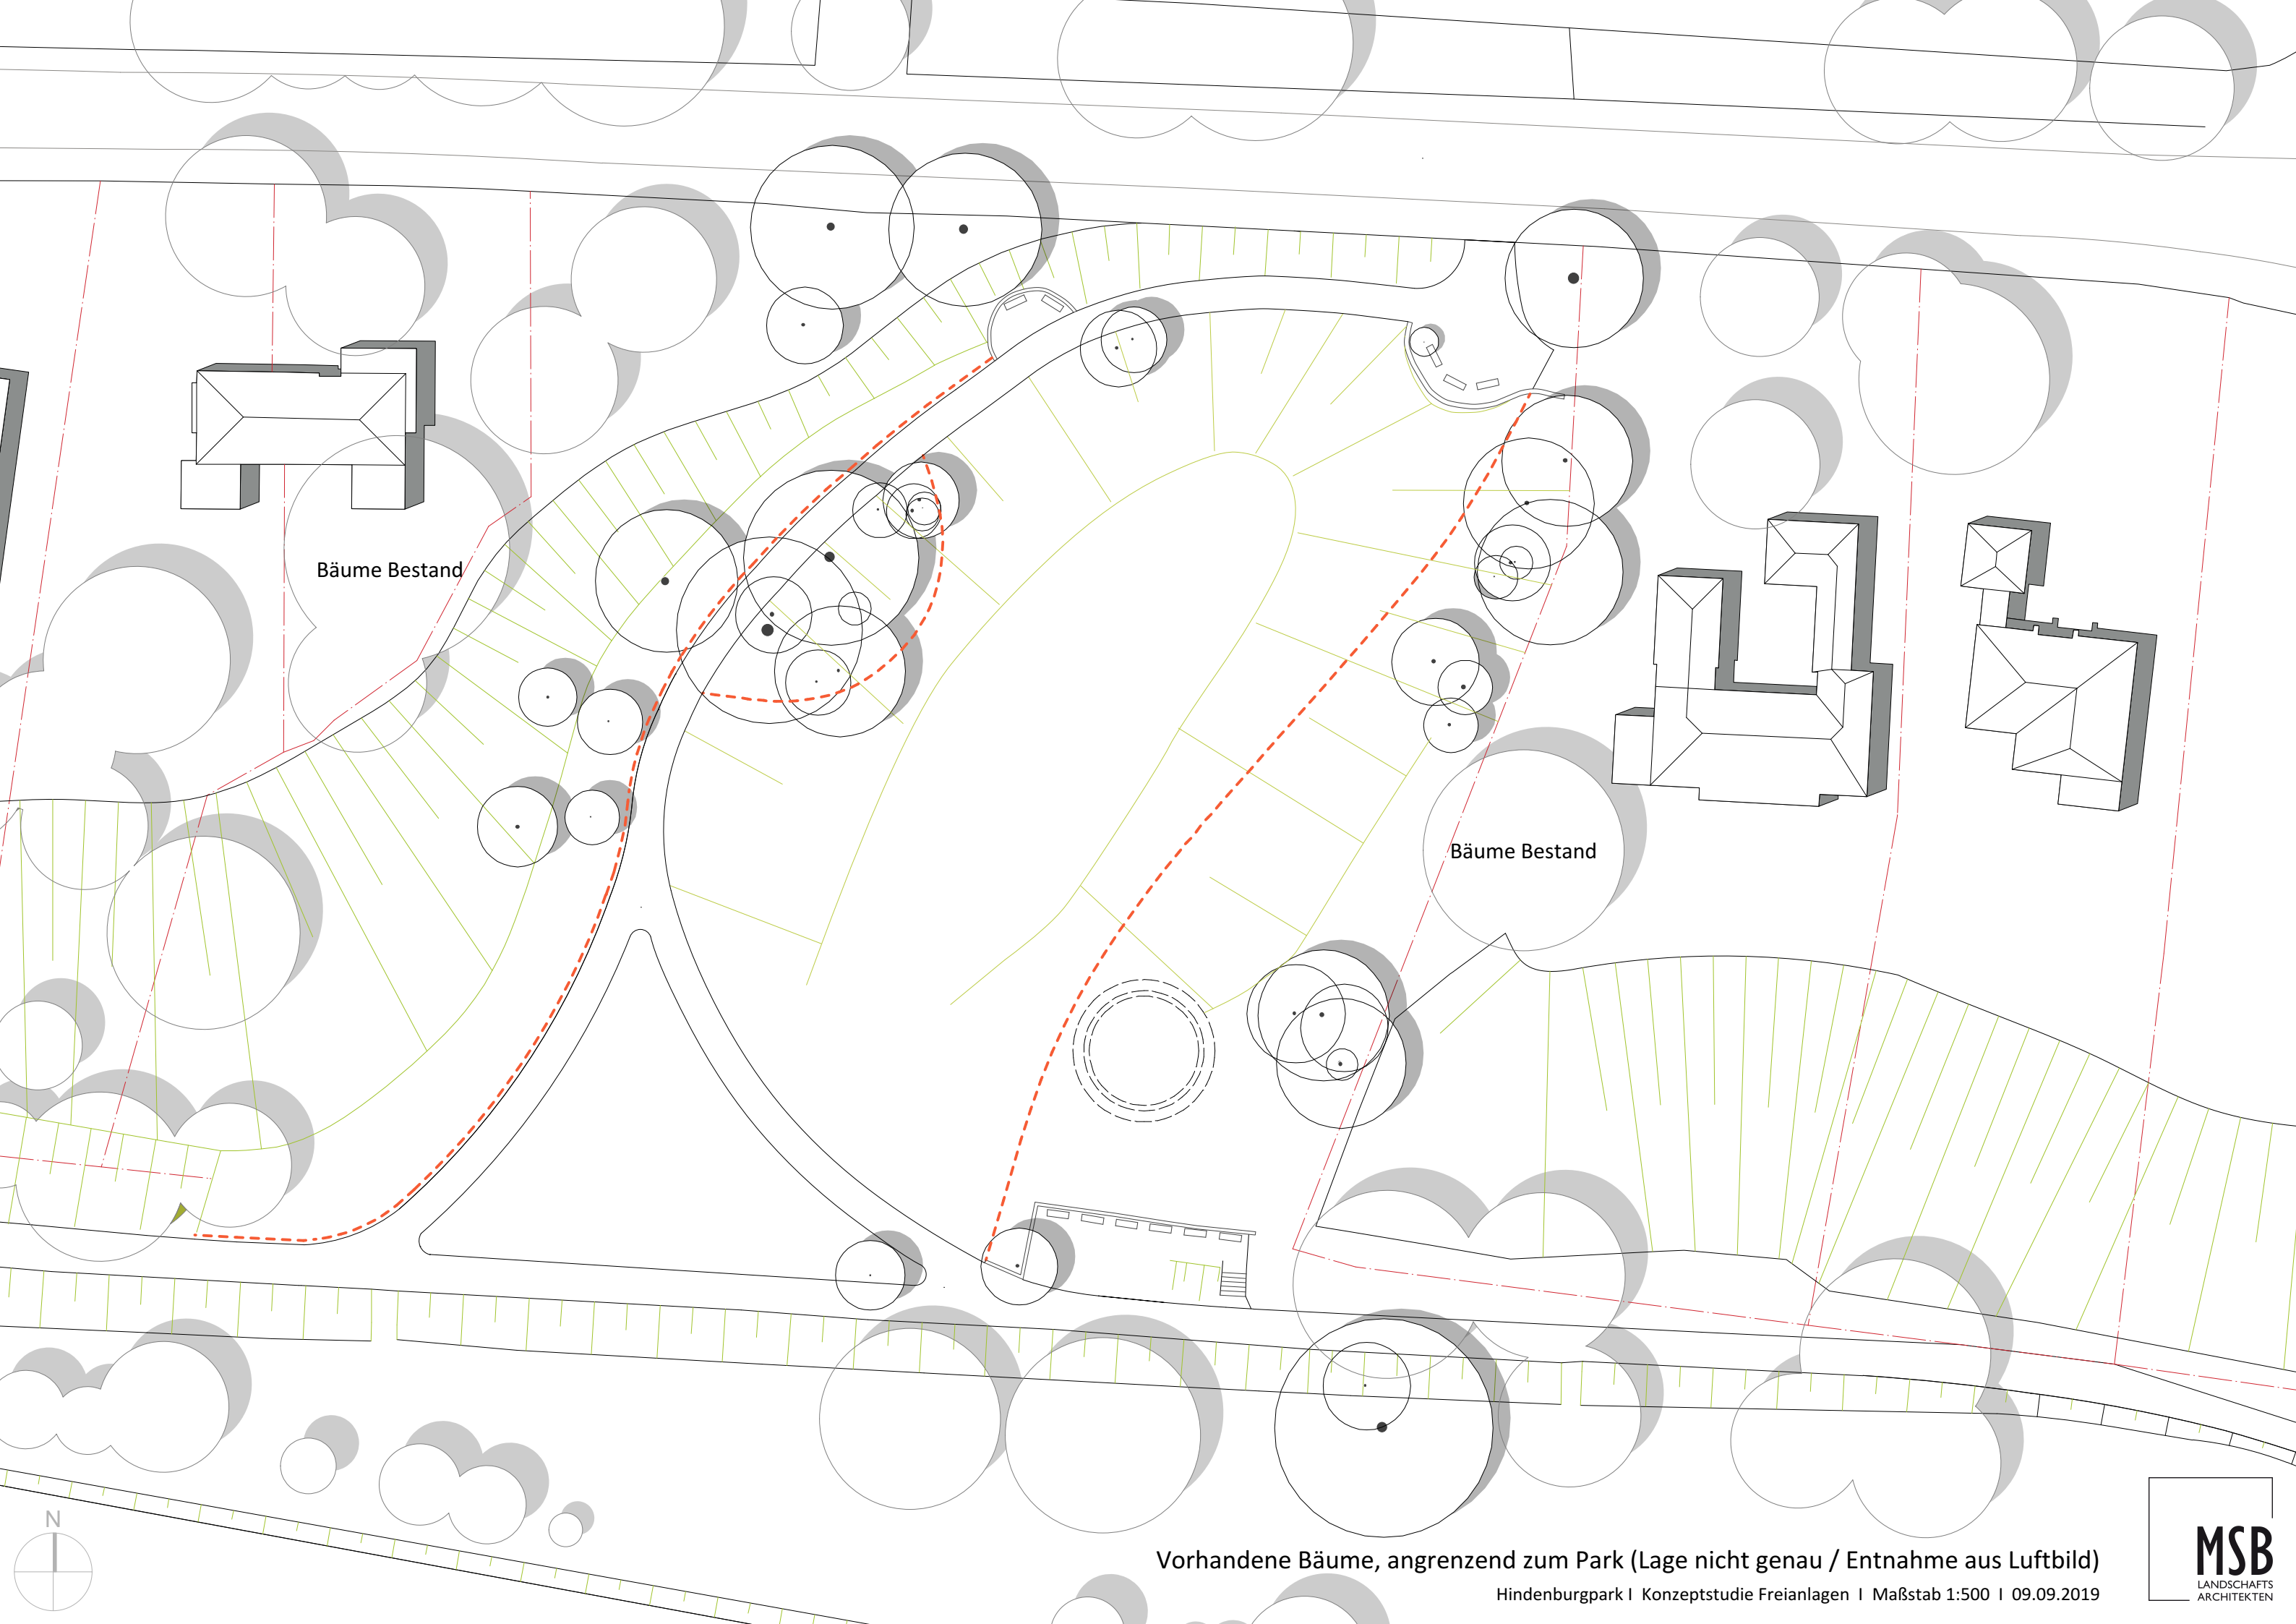 Bäume Bestand
Bäume Bestand
N
Vorhandene Bäume, angrenzend zum Park (Lage nicht genau / Entnahme aus Luftbild)
Hindenburgpark I Konzeptstudie Freianlagen I Maßstab 1:500 I 09.09.2019
MSB
LANDSCHAFTS
ARCHITEKTEN